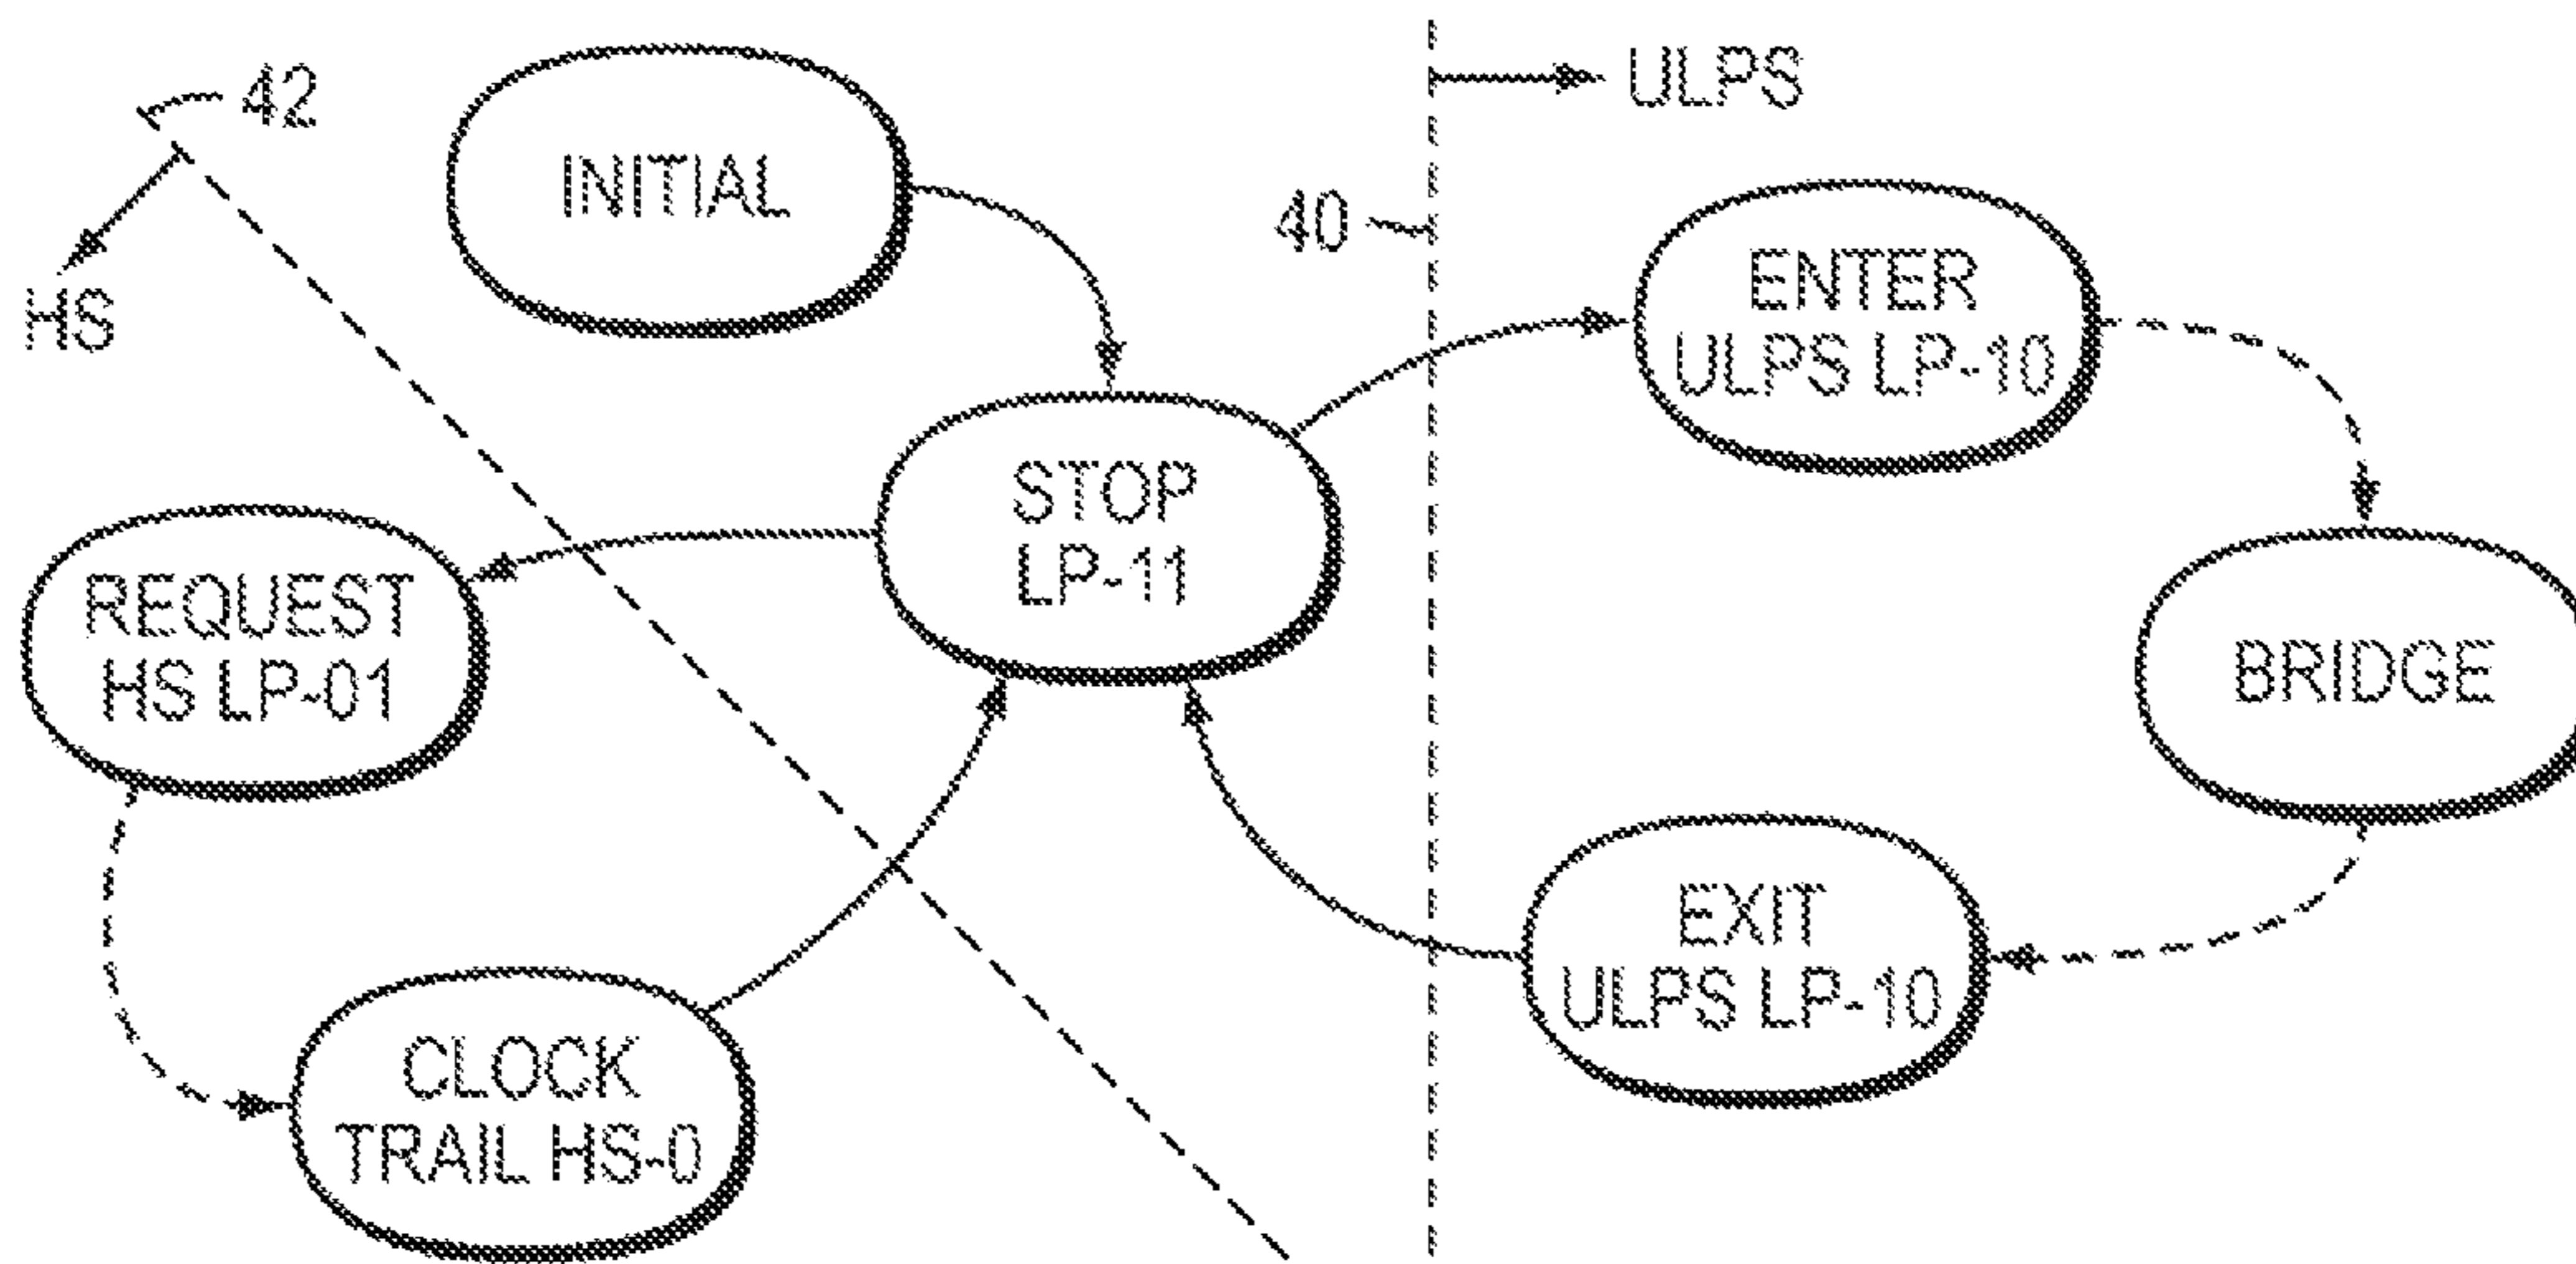 42
ULPS
INITIAL
40
HS
ENTER
ULPS LP-10
STOP
LP-11
REQUEST
HS LP-01
BRIDGE
EXIT
ULPS LP-10
CLOCK
TRAIL HS-0